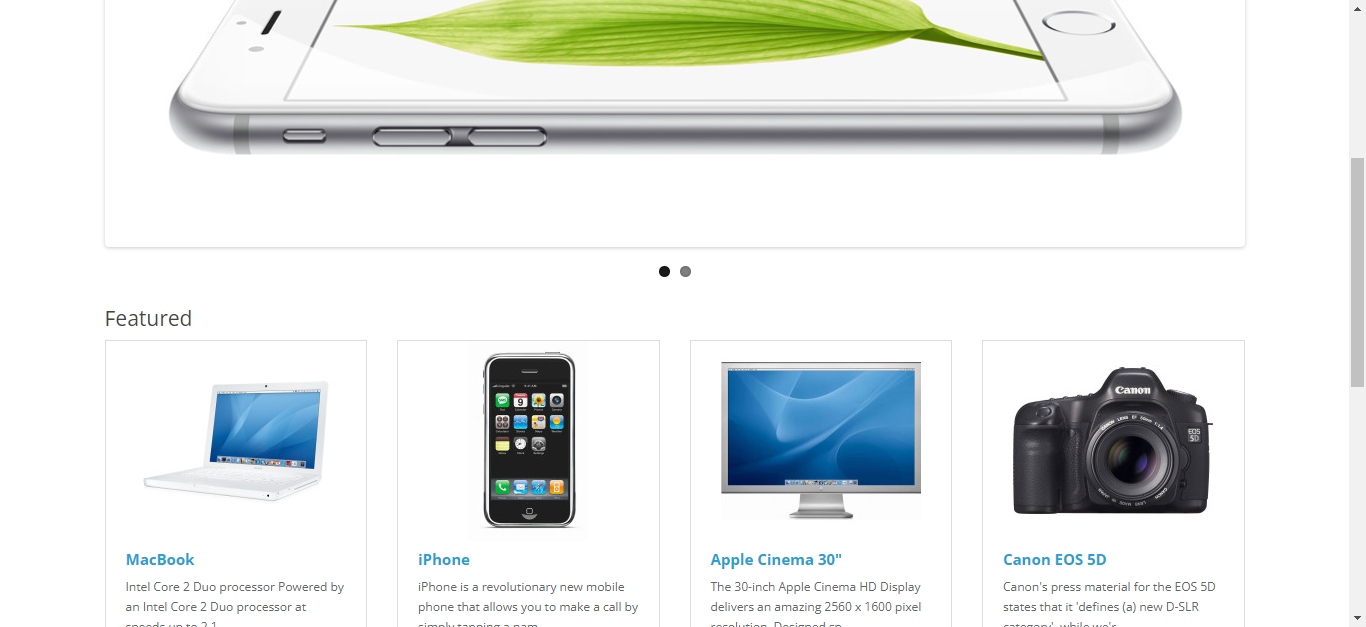 Featured
Canon
EOS
5D
MacBook
iPhone
Apple Cinema 30"
Canon EOS 5D
Intel Core 2 Duo processor Powered by
an Intel Core 2 Duo processor at
speeds up to 2.1
iPhone is a revolutionary new mobile
phone that allows you to make a call by
simply tapping a nam
The 30-inch Apple Cinema HD Display
delivers an amazing 2560 x 1600 pixel
resolution. Designed sp
Canon's press material for the EOS 5D
states that it 'defines (a) new D-SLR
category', while we'r